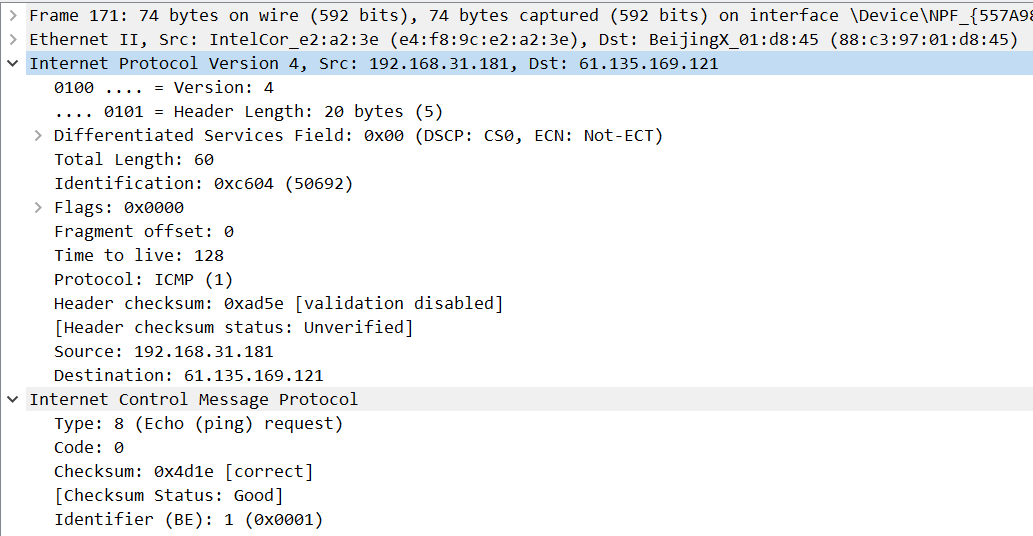 Frame 171: 74 bytes on wire (592 bits), 74 bytes captured (592 bits) on interface \Device\NPF_{557A98
Ethernet II, Src: IntelCor_e2:a2:3e (e4:f8:9c:e2:a2:3e), Dst: BeijingX_01:d8:45 (88:c3:97:01:d8:45)
Internet Protocol Version 4, Src: 192.168.31.181, Dst: 61.135.169.121
0100 .... = Version: 4
.... 0101 = Header Length: 20 bytes (5)
Differentiated Services Field: 0x00 (DSCP: CS0, ECN: Not-ECT)
Total Length: 60
Identification: 0xc604 (50692)
Flags: 0x0000
Fragment offset: 0
Time to live: 128
Protocol: ICMP (1)
Header checksum: 0xad5e [validation disabled]
[Header checksum status: Unverified]
Source: 192.168.31.181
Destination: 61.135.169.121
Internet Control Message Protocol
Type: 8 (Echo (ping) request)
Code: 0
Checksum: 0x4d1e [correct]
[Checksum Status: Good]
Identifier (BE): 1 (0x0001)